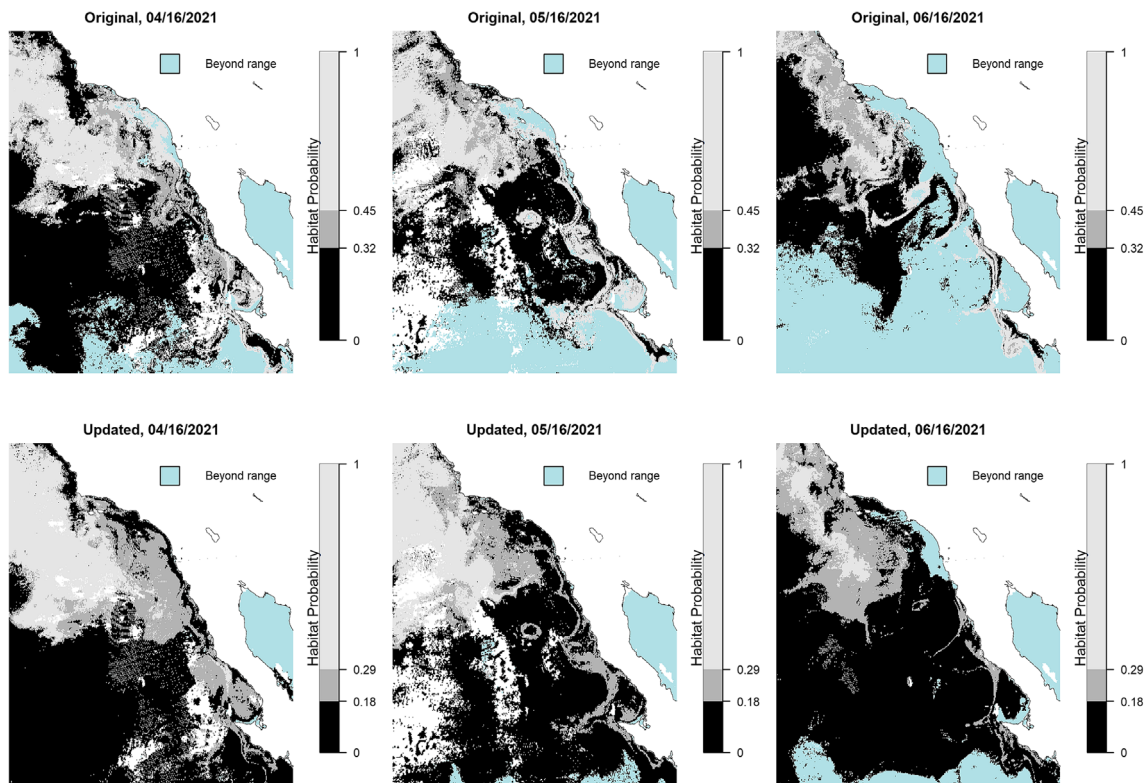 Original, 04/16/2021
Beyond range
Habitat Probability
1
0.45
0.32
0
Original, 05/16/2021
Beyond range
Habitat Probability
1
0.45
0.32
0
Original, 06/16/2021
Beyond range
Habitat Probability
1
0.45
0.32
0
Updated, 04/16/2021
Beyond range
Habitat Probability
1
0.29
0.18
0
Updated, 05/16/2021
Beyond range
Habitat Probability
1
0.29
0.18
0
Updated, 06/16/2021
Beyond range
Habitat Probability
1
0.29
0.18
0